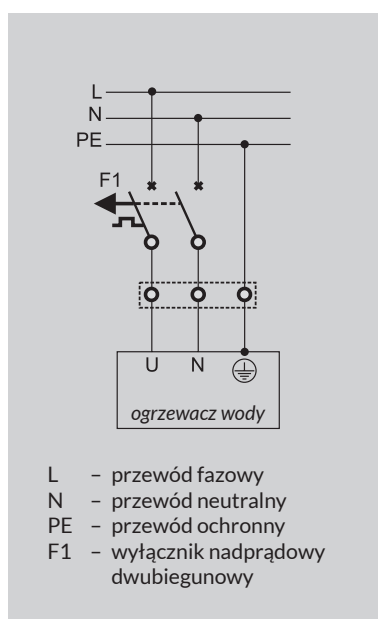 L
N
PE
F1
U N
ogrzewacz wody
L – przewód fazowy
N – przewód neutralny
PE – przewód ochronny
F1 – wyłącznik nadprądowy
dwubiegunowy